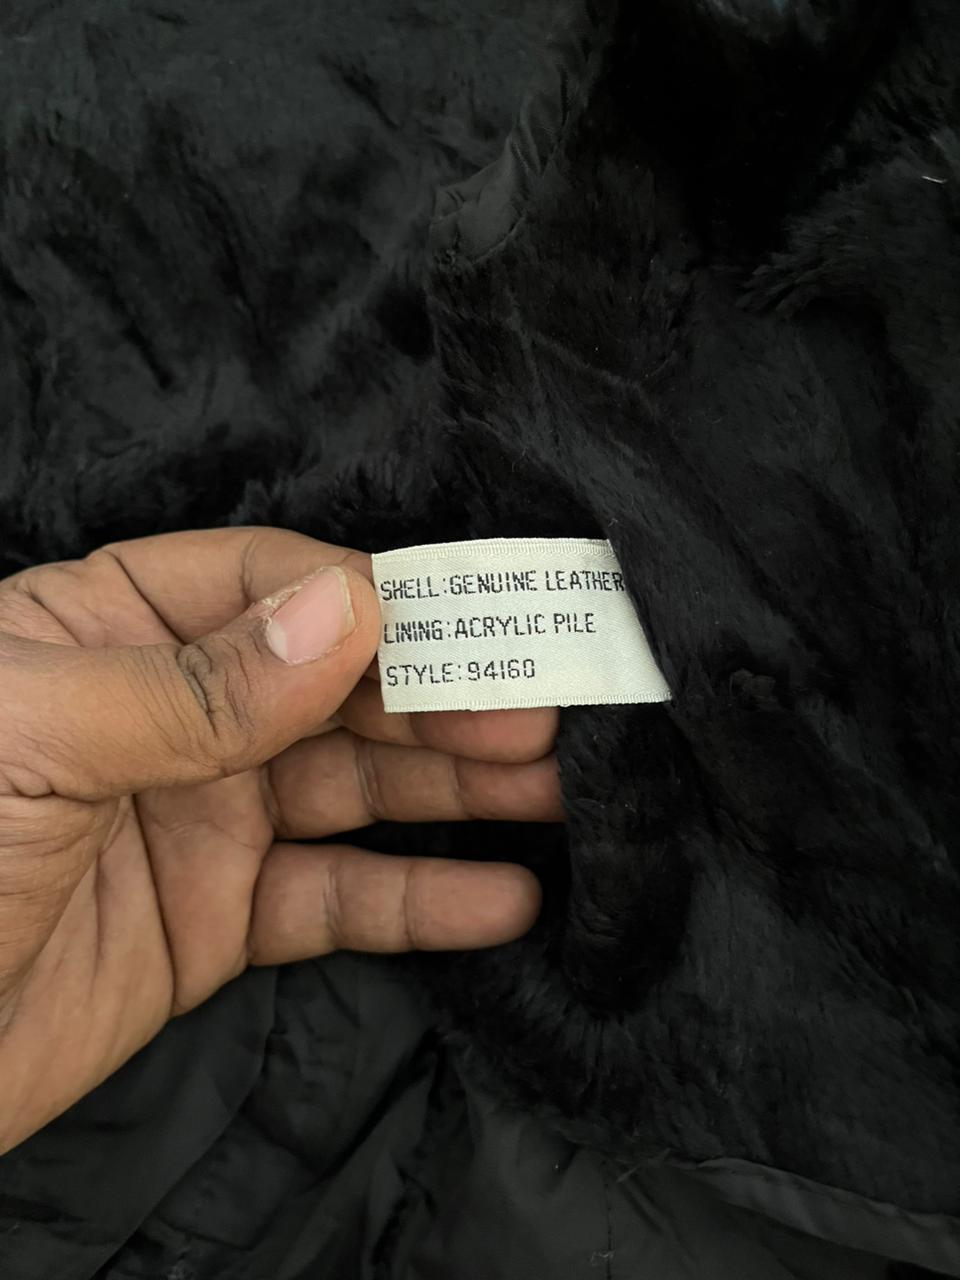 SHELL:GENUINE LEATHER
LINING:ACRYLIC PILE
STYLE:94160